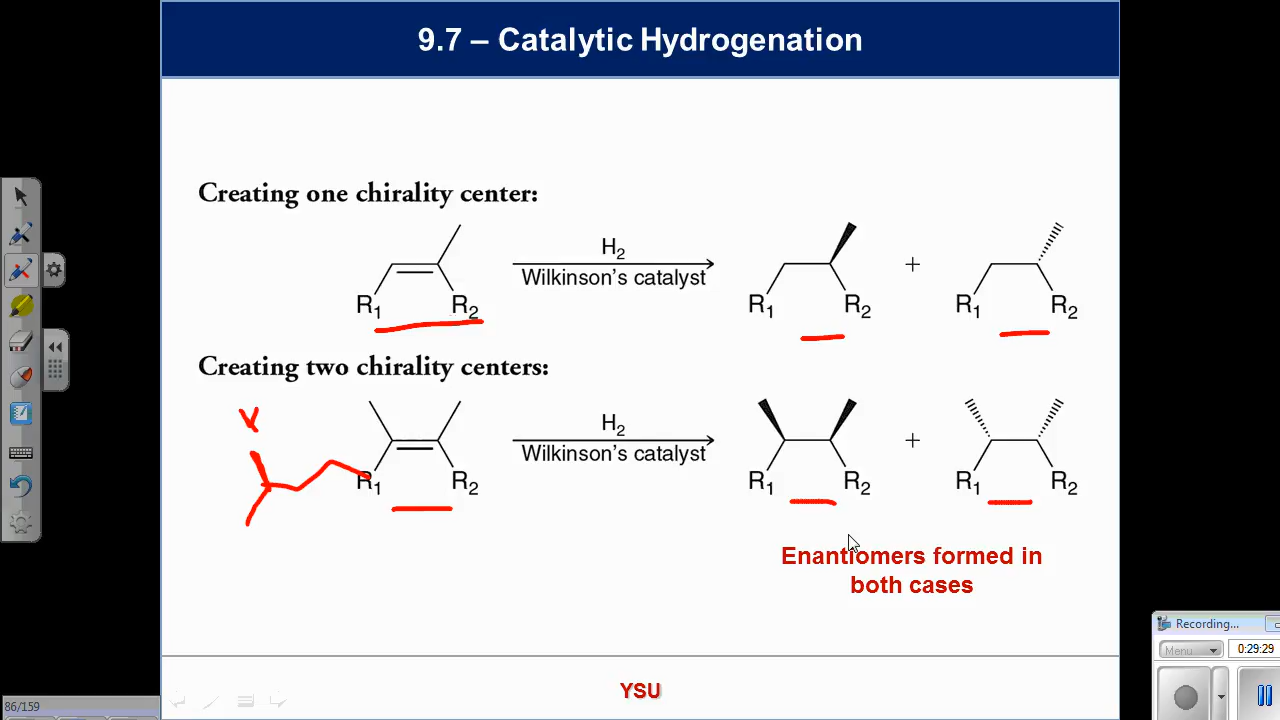 9.7 – Catalytic Hydrogenation
Creating one chirality center:
R1 R2
H2
Wilkinson's catalyst
R1 R2
+
R1 R2
Creating two chirality centers:
R1 R2
H2
Wilkinson's catalyst
R1 R2
+
R1 R2
Enantiomers formed in
both cases
YSU
86/159
Recording...
Menu
0:29:29